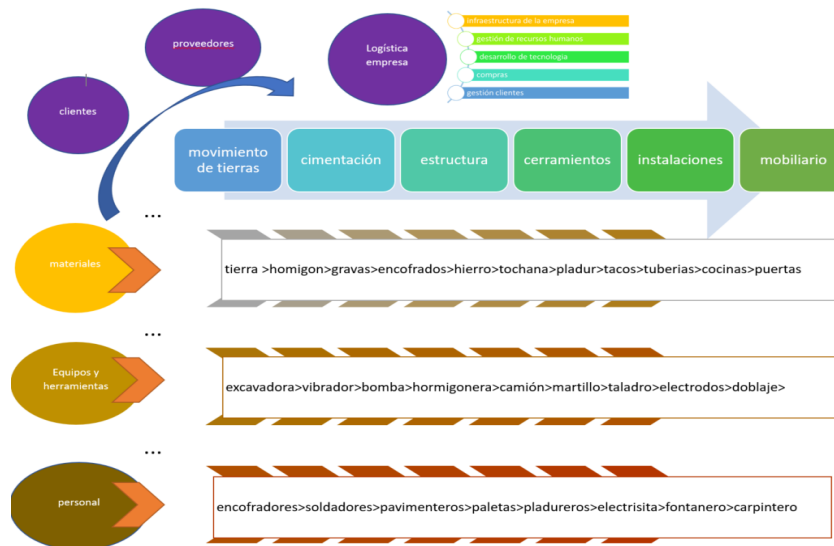 proveedores
Logística
empresa
infraestructura de la empresa
gestión de recursos humanos
desarrollo de tecnologia
compras
gestión clientes
clientes
movimiento
de tierras
cimentación
estructura
cerramientos
instalaciones
mobiliario
...
materiales
tierra >homigon>gravas>encofrados>hierro>tochana>pladur>tacos>tuberias>cocinas>puertas
...
Equipos y
herramientas
excavadora>vibrador>bomba>hormigonera>camión>martillo>taladro>electrodos>doblaje>
...
personal
encofradores>soldadores>pavimenteros>paletas>pladureros>electrisita>fontanero>carpintero